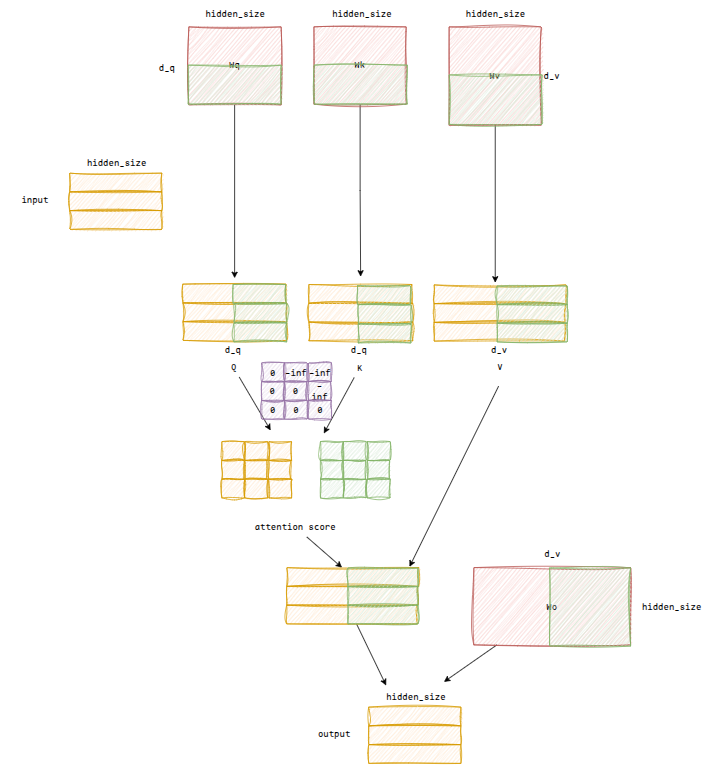 hidden_size
hidden_size
hidden_size
d_q
Wq
Wk
Wv
d_v
hidden_size
input
d_q
d_q
d_v
Q
K
V
0 -inf -inf
0 0 -inf
0 0 0
attention score
d_v
Wo
hidden_size
hidden_size
output